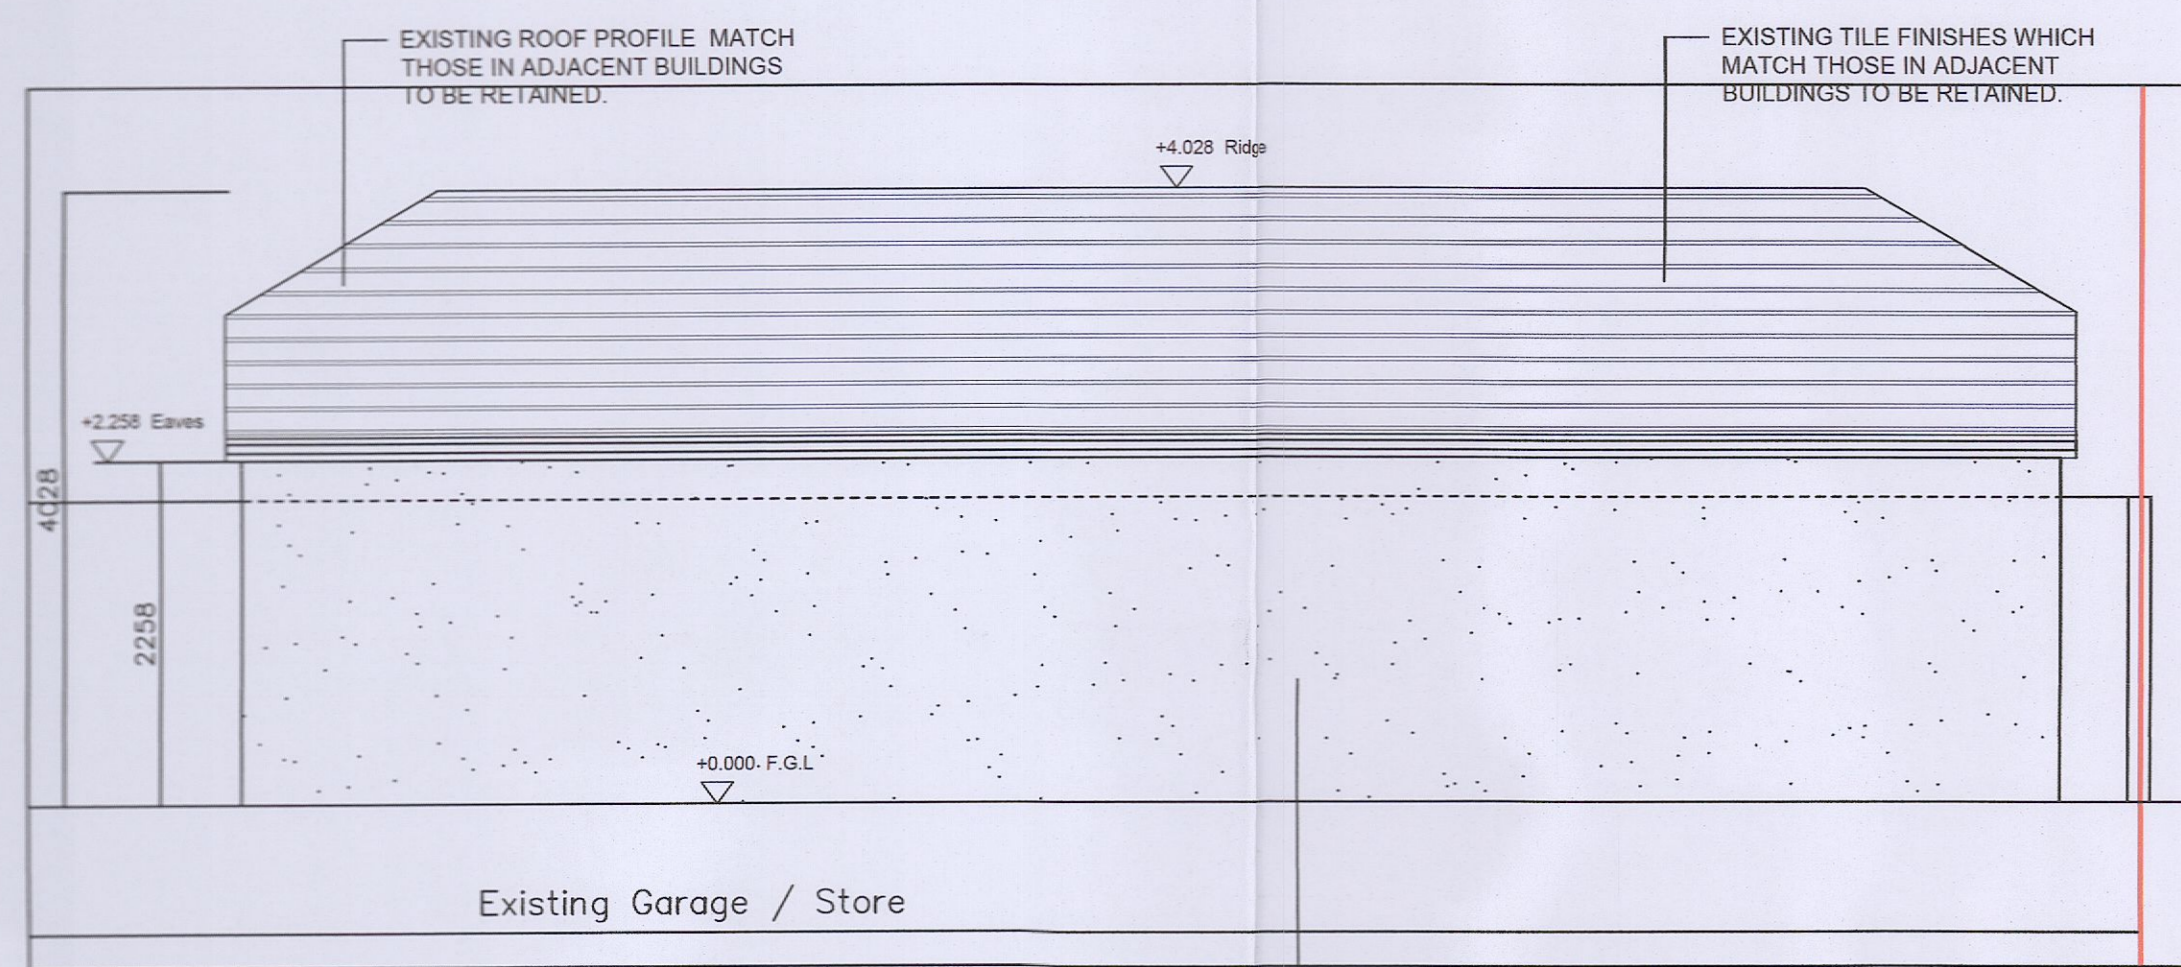 EXISTING ROOF PROFILE MATCH
THOSE IN ADJACENT BUILDINGS
TO BE RETAINED.
EXISTING TILE FINISHES WHICH
MATCH THOSE IN ADJACENT
BUILDINGS TO BE RETAINED.
+4.028 Ridge
+2.258 Eaves
4028
2258
+0.000 F.G.L
Existing Garage / Store